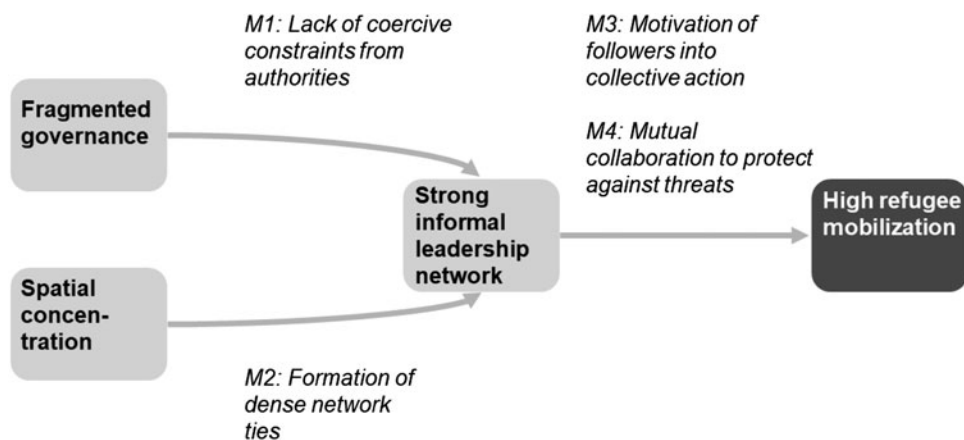 M1: Lack of coercive
constraints from
authorities
M3: Motivation of
followers into
collective action
Fragmented
governance
M4: Mutual
collaboration to protect
against threats
Strong
informal
leadership
network
High refugee
mobilization
Spatial
concen-
tration
M2: Formation of
dense network
ties